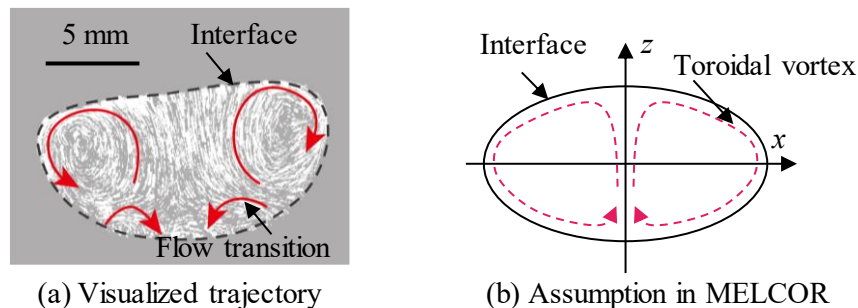 5 mm
Interface
Flow transition
(a) Visualized trajectory
Interface
z
Toroidal vortex
x
(b) Assumption in MELCOR